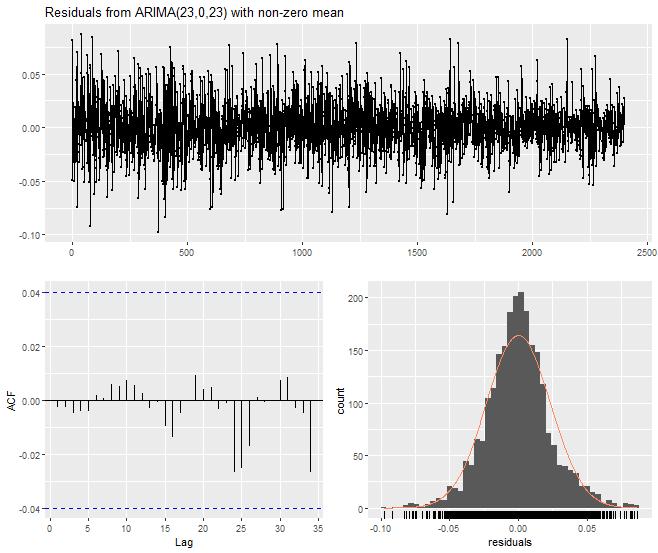 Residuals from ARIMA(23,0,23) with non-zero mean
0.05
0.00
-0.05
-0.10
0 500 1000 1500 2000 2500
0.04
0.02
0.00
-0.02
-0.04
ACF
0 5 10 15 20 25 30 35
Lag
200
150
100
50
0
count
-0.10 -0.05 0.00 0.05
residuals